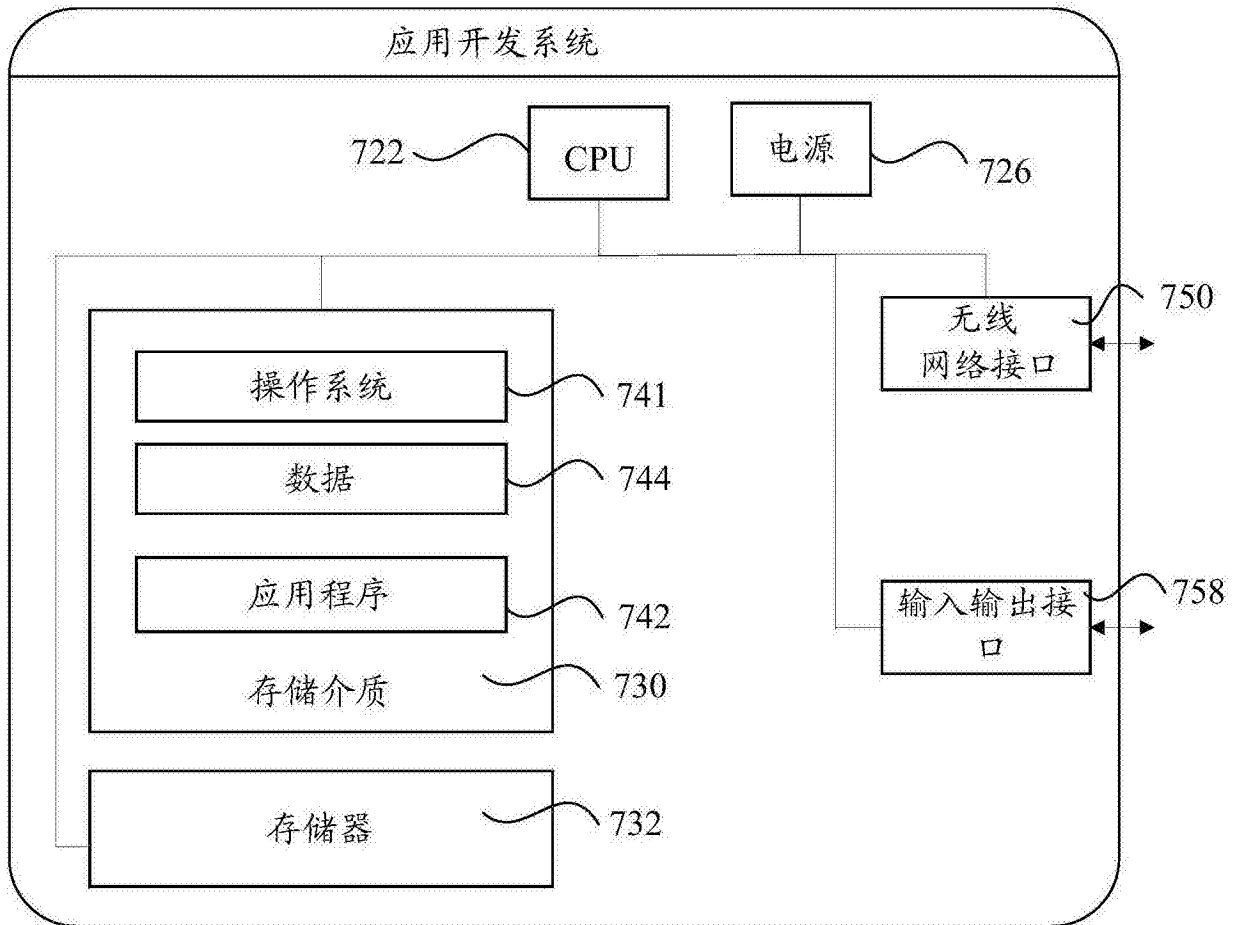 应用开发系统
722
CPU
电源
726
无线
网络接口
750
操作系统
741
数据
744
应用程序
742
存储介质
730
输入输出接
口
758
存储器
732